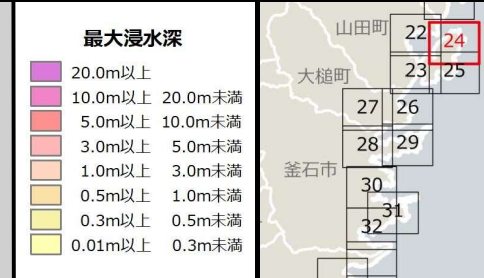 最大浸水深
20.0m以上
10.0m以上 20.0m未満
5.0m以上 10.0m未満
3.0m以上 5.0m未満
1.0m以上 3.0m未満
0.5m以上 1.0m未満
0.3m以上 0.5m未満
0.01m以上 0.3m未満
山田町 22 24
大槌町 23 25
27 26
28 29
釜石市
30
31
32